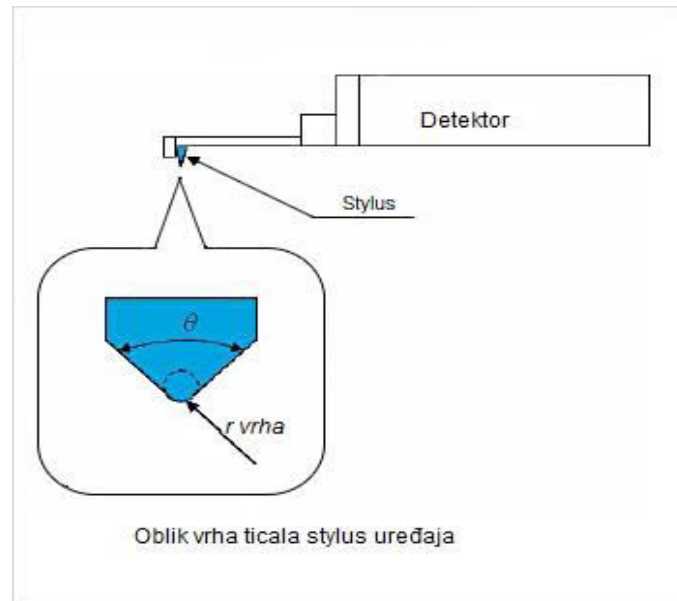 Detektor
Stylus
θ
r vrha
Oblik vrha ticala stylus uređaja